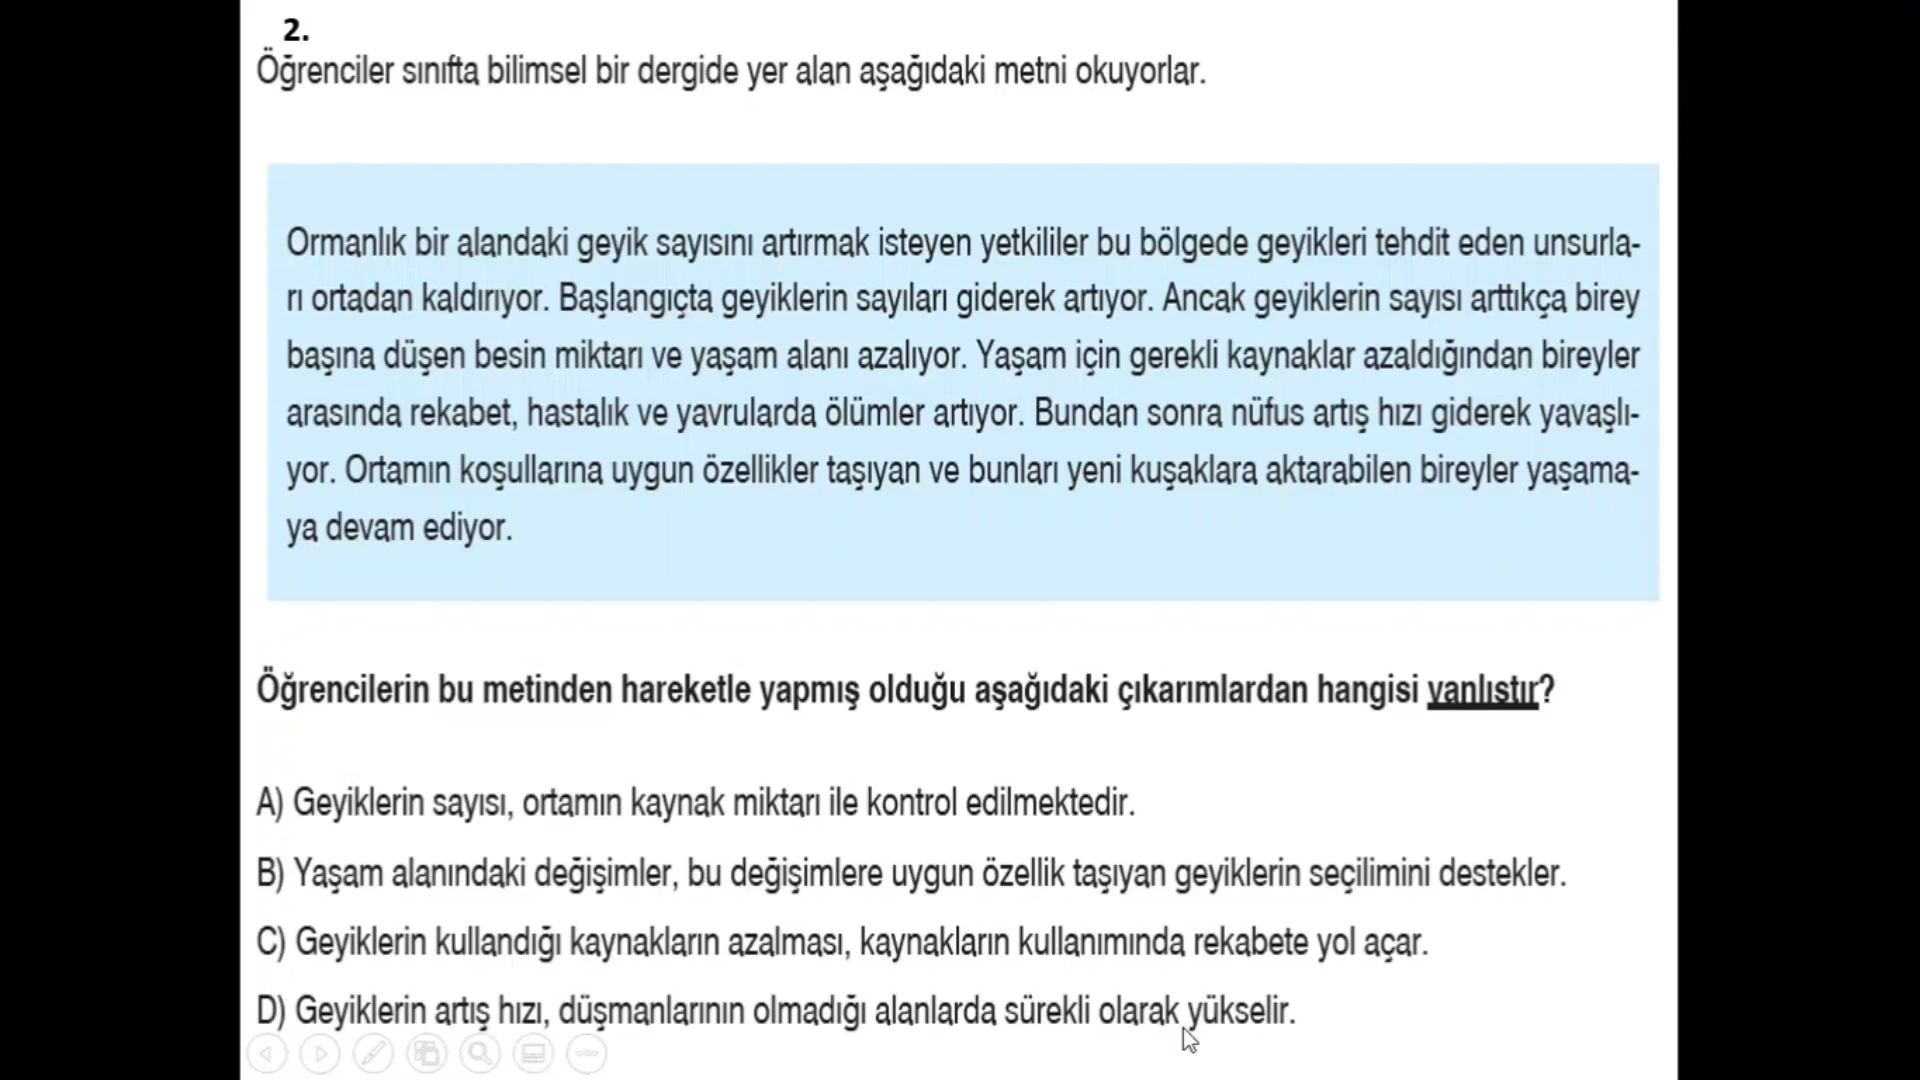 2.
Öğrenciler sınıfta bilimsel bir dergide yer alan aşağıdaki metni okuyorlar.
Ormanlık bir alandaki geyik sayısını artırmak isteyen yetkililer bu bölgede geyikleri tehdit eden unsurla-
rı ortadan kaldırıyor. Başlangıçta geyiklerin sayıları giderek artıyor. Ancak geyiklerin sayısı arttıkça birey
başına düşen besin miktarı ve yaşam alanı azalıyor. Yaşam için gerekli kaynaklar azaldığından bireyler
arasında rekabet, hastalık ve yavrularda ölümler artıyor. Bundan sonra nüfus artış hızı giderek yavaşlı-
yor. Ortamın koşullarına uygun özellikler taşıyan ve bunları yeni kuşaklara aktarabilen bireyler yaşama-
ya devam ediyor.
Öğrencilerin bu metinden hareketle yapmış olduğu aşağıdaki çıkarımlardan hangisi yanlıştır?
A) Geyiklerin sayısı, ortamın kaynak miktarı ile kontrol edilmektedir.
B) Yaşam alanındaki değişimler, bu değişimlere uygun özellik taşıyan geyiklerin seçilimini destekler.
C) Geyiklerin kullandığı kaynakların azalması, kaynakların kullanımında rekabete yol açar.
D) Geyiklerin artış hızı, düşmanlarının olmadığı alanlarda sürekli olarak yükselir.